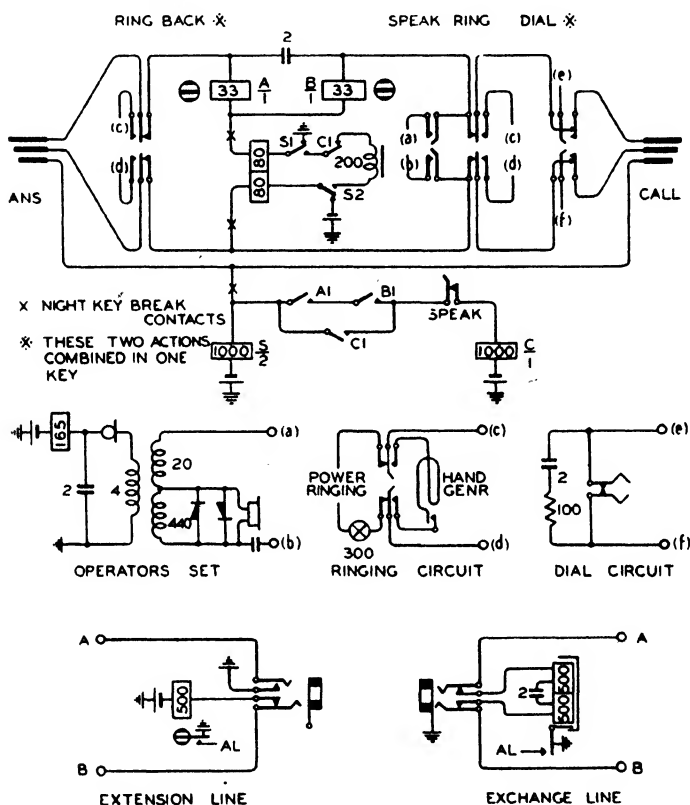 RING BACK ※
SPEAK RING DIAL ※
2
33
A
1
B
1
33
(c)
(d)
80
80
S1
C1
200
S2
(a)
(b)
(c)
(d)
(e)
(f)
ANS
CALL
X NIGHT KEY BREAK
CONTACTS
※ THESE TWO ACTIONS
COMBINED IN ONE
KEY
A1
B1
C1
SPEAK
1000
S
2
1000
C
1
165
2
4
20
440
(a)
(b)
OPERATORS SET
POWER
RINGING
HAND
GENR
300
(c)
(d)
RINGING CIRCUIT
2
100
(e)
(f)
DIAL CIRCUIT
A
500
AL
B
EXTENSION LINE
A
2
500
500
AL
B
EXCHANGE LINE